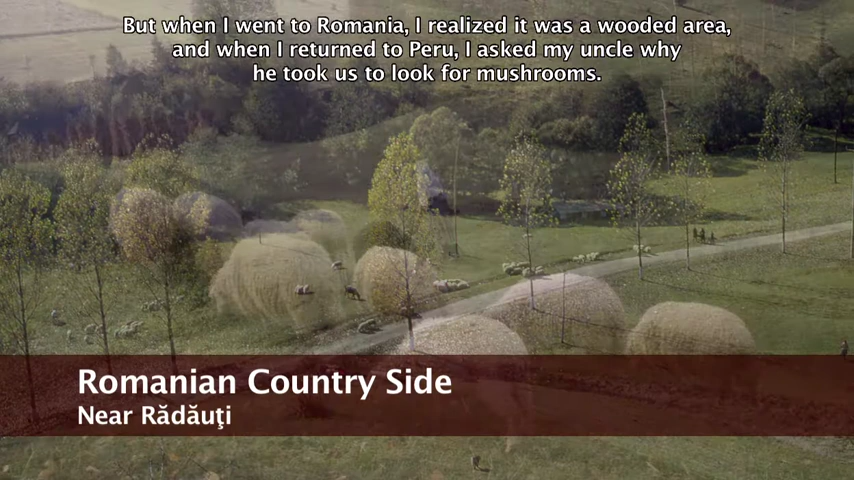 But when I went to Romania, I realized it was a wooded area,
and when I returned to Peru, I asked my uncle why
he took us to look for mushrooms.
Romanian Country Side
Near Rădăuţi